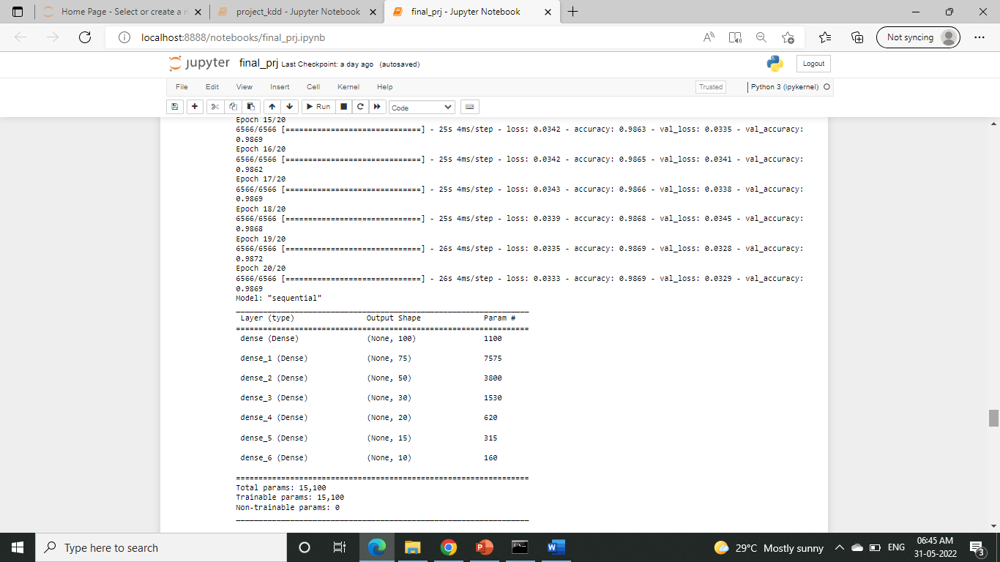 Home Page - Select or create a n
project_kdd - Jupyter Notebook
final_prj - Jupyter Notebook
localhost:8888/notebooks/final_prj.ipynb
Not syncing
jupyter final_prj Last Checkpoint: a day ago (autosaved)
Logout
File Edit View Insert Cell Kernel Help
Trusted
Python 3 (ipykernel)
Run
Code
Epoch 15/20
6566/6566 [==============================] - 25s 4ms/step - loss: 0.0342 - accuracy: 0.9863 - val_loss: 0.0335 - val_accuracy:
0.9869
Epoch 16/20
6566/6566 [==============================] - 25s 4ms/step - loss: 0.0342 - accuracy: 0.9865 - val_loss: 0.0341 - val_accuracy:
0.9862
Epoch 17/20
6566/6566 [==============================] - 25s 4ms/step - loss: 0.0343 - accuracy: 0.9866 - val_loss: 0.0338 - val_accuracy:
0.9869
Epoch 18/20
6566/6566 [==============================] - 25s 4ms/step - loss: 0.0339 - accuracy: 0.9868 - val_loss: 0.0345 - val_accuracy:
0.9868
Epoch 19/20
6566/6566 [==============================] - 26s 4ms/step - loss: 0.0335 - accuracy: 0.9869 - val_loss: 0.0328 - val_accuracy:
0.9872
Epoch 20/20
6566/6566 [==============================] - 26s 4ms/step - loss: 0.0333 - accuracy: 0.9869 - val_loss: 0.0329 - val_accuracy:
0.9869
Model: "sequential"
_________________________________________________________________
Layer (type) Output Shape Param #
=================================================================
dense (Dense) (None, 100) 1100
dense_1 (Dense) (None, 75) 7575
dense_2 (Dense) (None, 50) 3800
dense_3 (Dense) (None, 30) 1530
dense_4 (Dense) (None, 20) 620
dense_5 (Dense) (None, 15) 315
dense_6 (Dense) (None, 10) 160
=================================================================
Total params: 15,100
Trainable params: 15,100
Non-trainable params: 0
_________________________________________________________________
Type here to search
29°C Mostly sunny
ENG
06:45 AM
31-05-2022
3